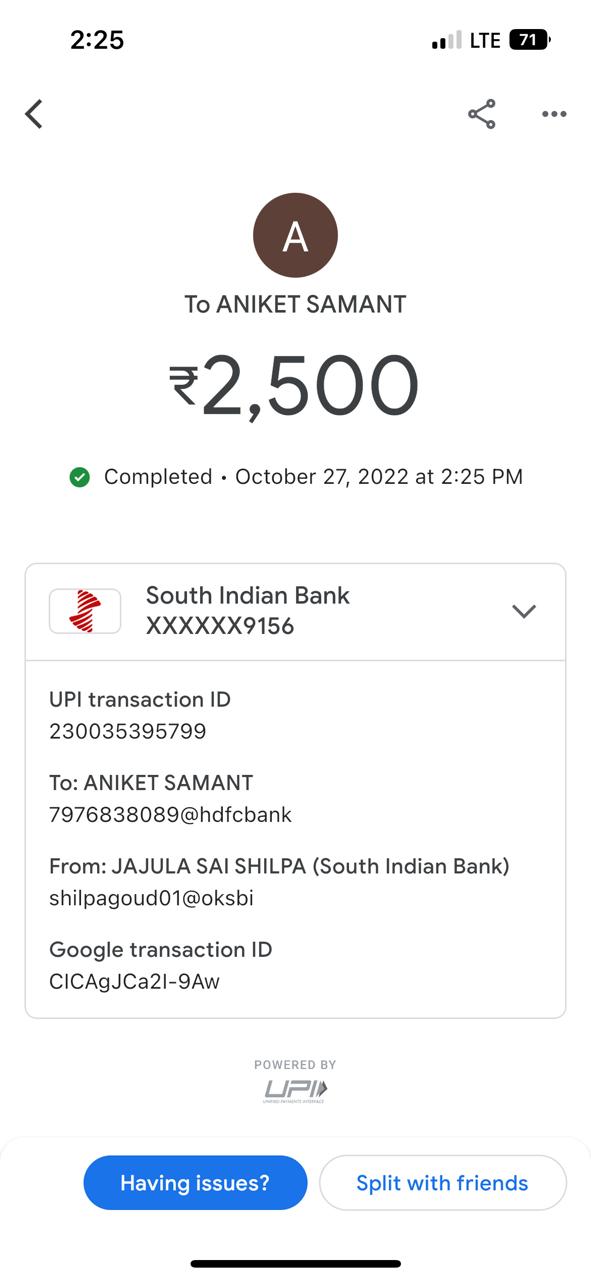 2:25
LTE 71
A
To ANIKET SAMANT
₹2,500
Completed • October 27, 2022 at 2:25 PM
South Indian Bank
XXXXXX9156
UPI transaction ID
230035395799
To: ANIKET SAMANT
7976838089@hdfcbank
From: JAJULA SAI SHILPA (South Indian Bank)
shilpagoud01@oksbi
Google transaction ID
CICAgJCa2I-9Aw
POWERED BY
UPI
UNIFIED PAYMENTS INTERFACE
Having issues?
Split with friends